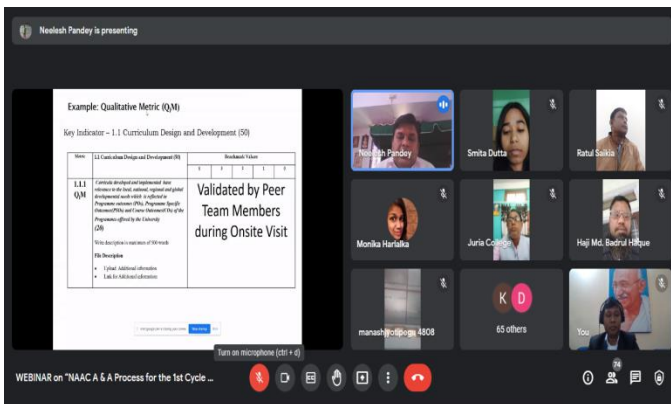 Neelesh Pandey is presenting
Example: Qualitative Metric (QlM)
Key Indicator – 1.1 Curriculum Design and Development (50)
Metric
1.1 Curriculum Design and Development (50)
Benchmark Values
1.1.1
QlM
Curricula developed and implemented have
relevance to the local, national, regional and global
developmental needs which is reflected in
Programme outcomes (POs), Programme Specific
Outcomes(PSOs) and Course Outcomes(COs) of the
Programmes offered by the University
(20)
Write description in maximum of 500 words
File Description
• Upload Additional information
• Link for Additional information
Validated by Peer
Team Members
during Onsite Visit
Neelesh Pandey
Smita Dutta
Ratul Saikia
Monika Harlalka
Juria College
Haji Md. Badrul Haque
4808
K D
65 others
You
Turn on microphone (ctrl + d)
WEBINAR on "NAAC A & A Process for the 1st Cycle ...
CC
74